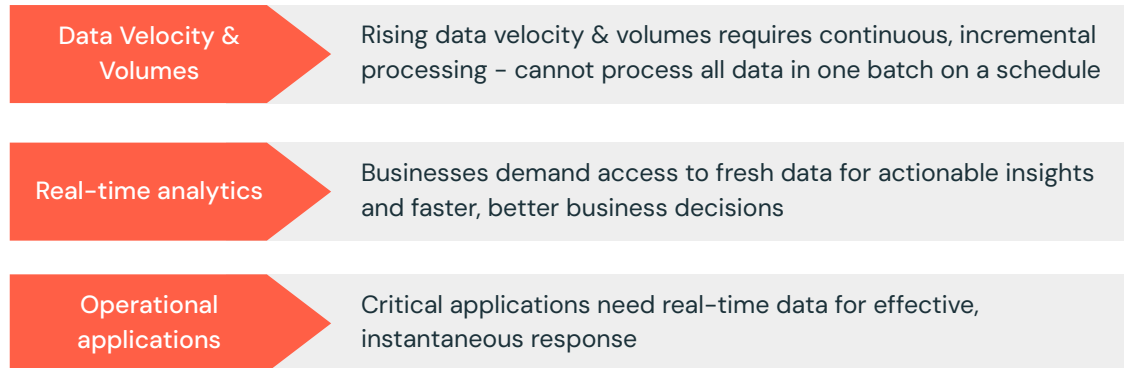 Data Velocity &
Volumes
Rising data velocity & volumes requires continuous, incremental
processing - cannot process all data in one batch on a schedule
Real-time analytics
Businesses demand access to fresh data for actionable insights
and faster, better business decisions
Operational
applications
Critical applications need real-time data for effective,
instantaneous response